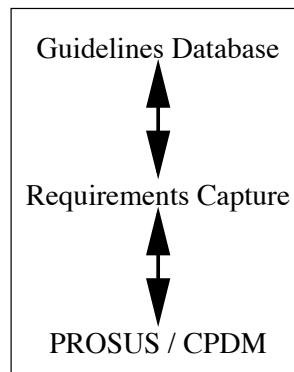 Guidelines Database
Requirements Capture
PROSUS / CPDM